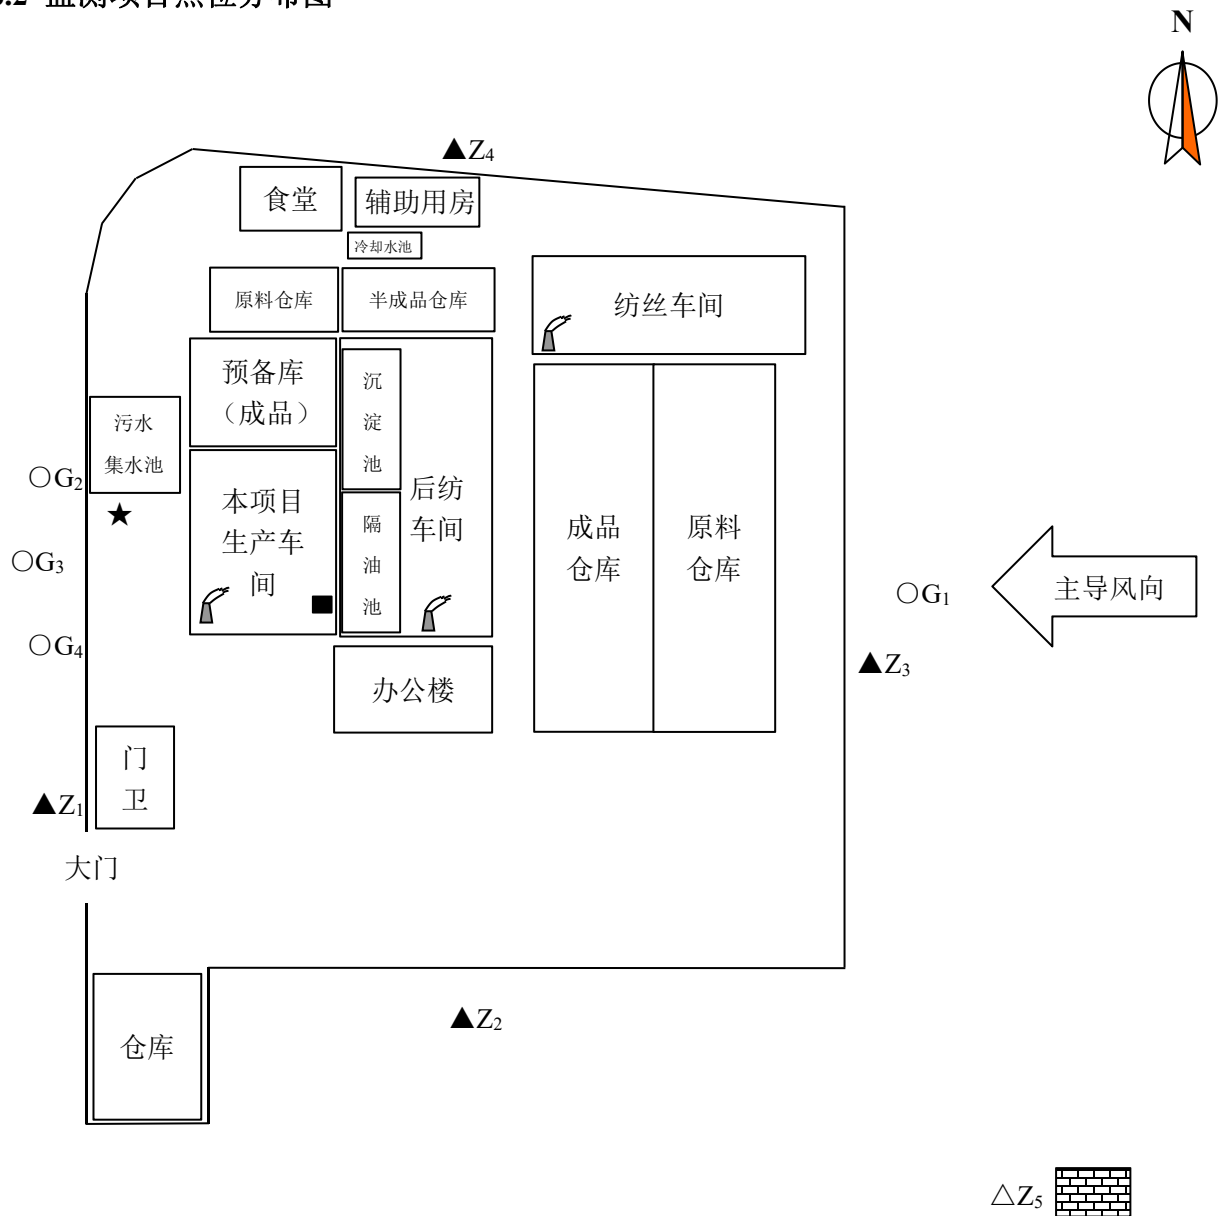 3.2 监测项目点位分布图
N
▲Z4
食堂
辅助用房
冷却水池
原料仓库
半成品仓库
纺丝车间
预备库
（成品）
沉
淀
池
污水
集水池
○G2
★
本项目
生产车
间
后纺
车间
隔
油
池
成品
仓库
原料
仓库
○G3
○G1
主导风向
○G4
▲Z3
办公楼
门
卫
▲Z1
大门
▲Z2
仓库
△Z5